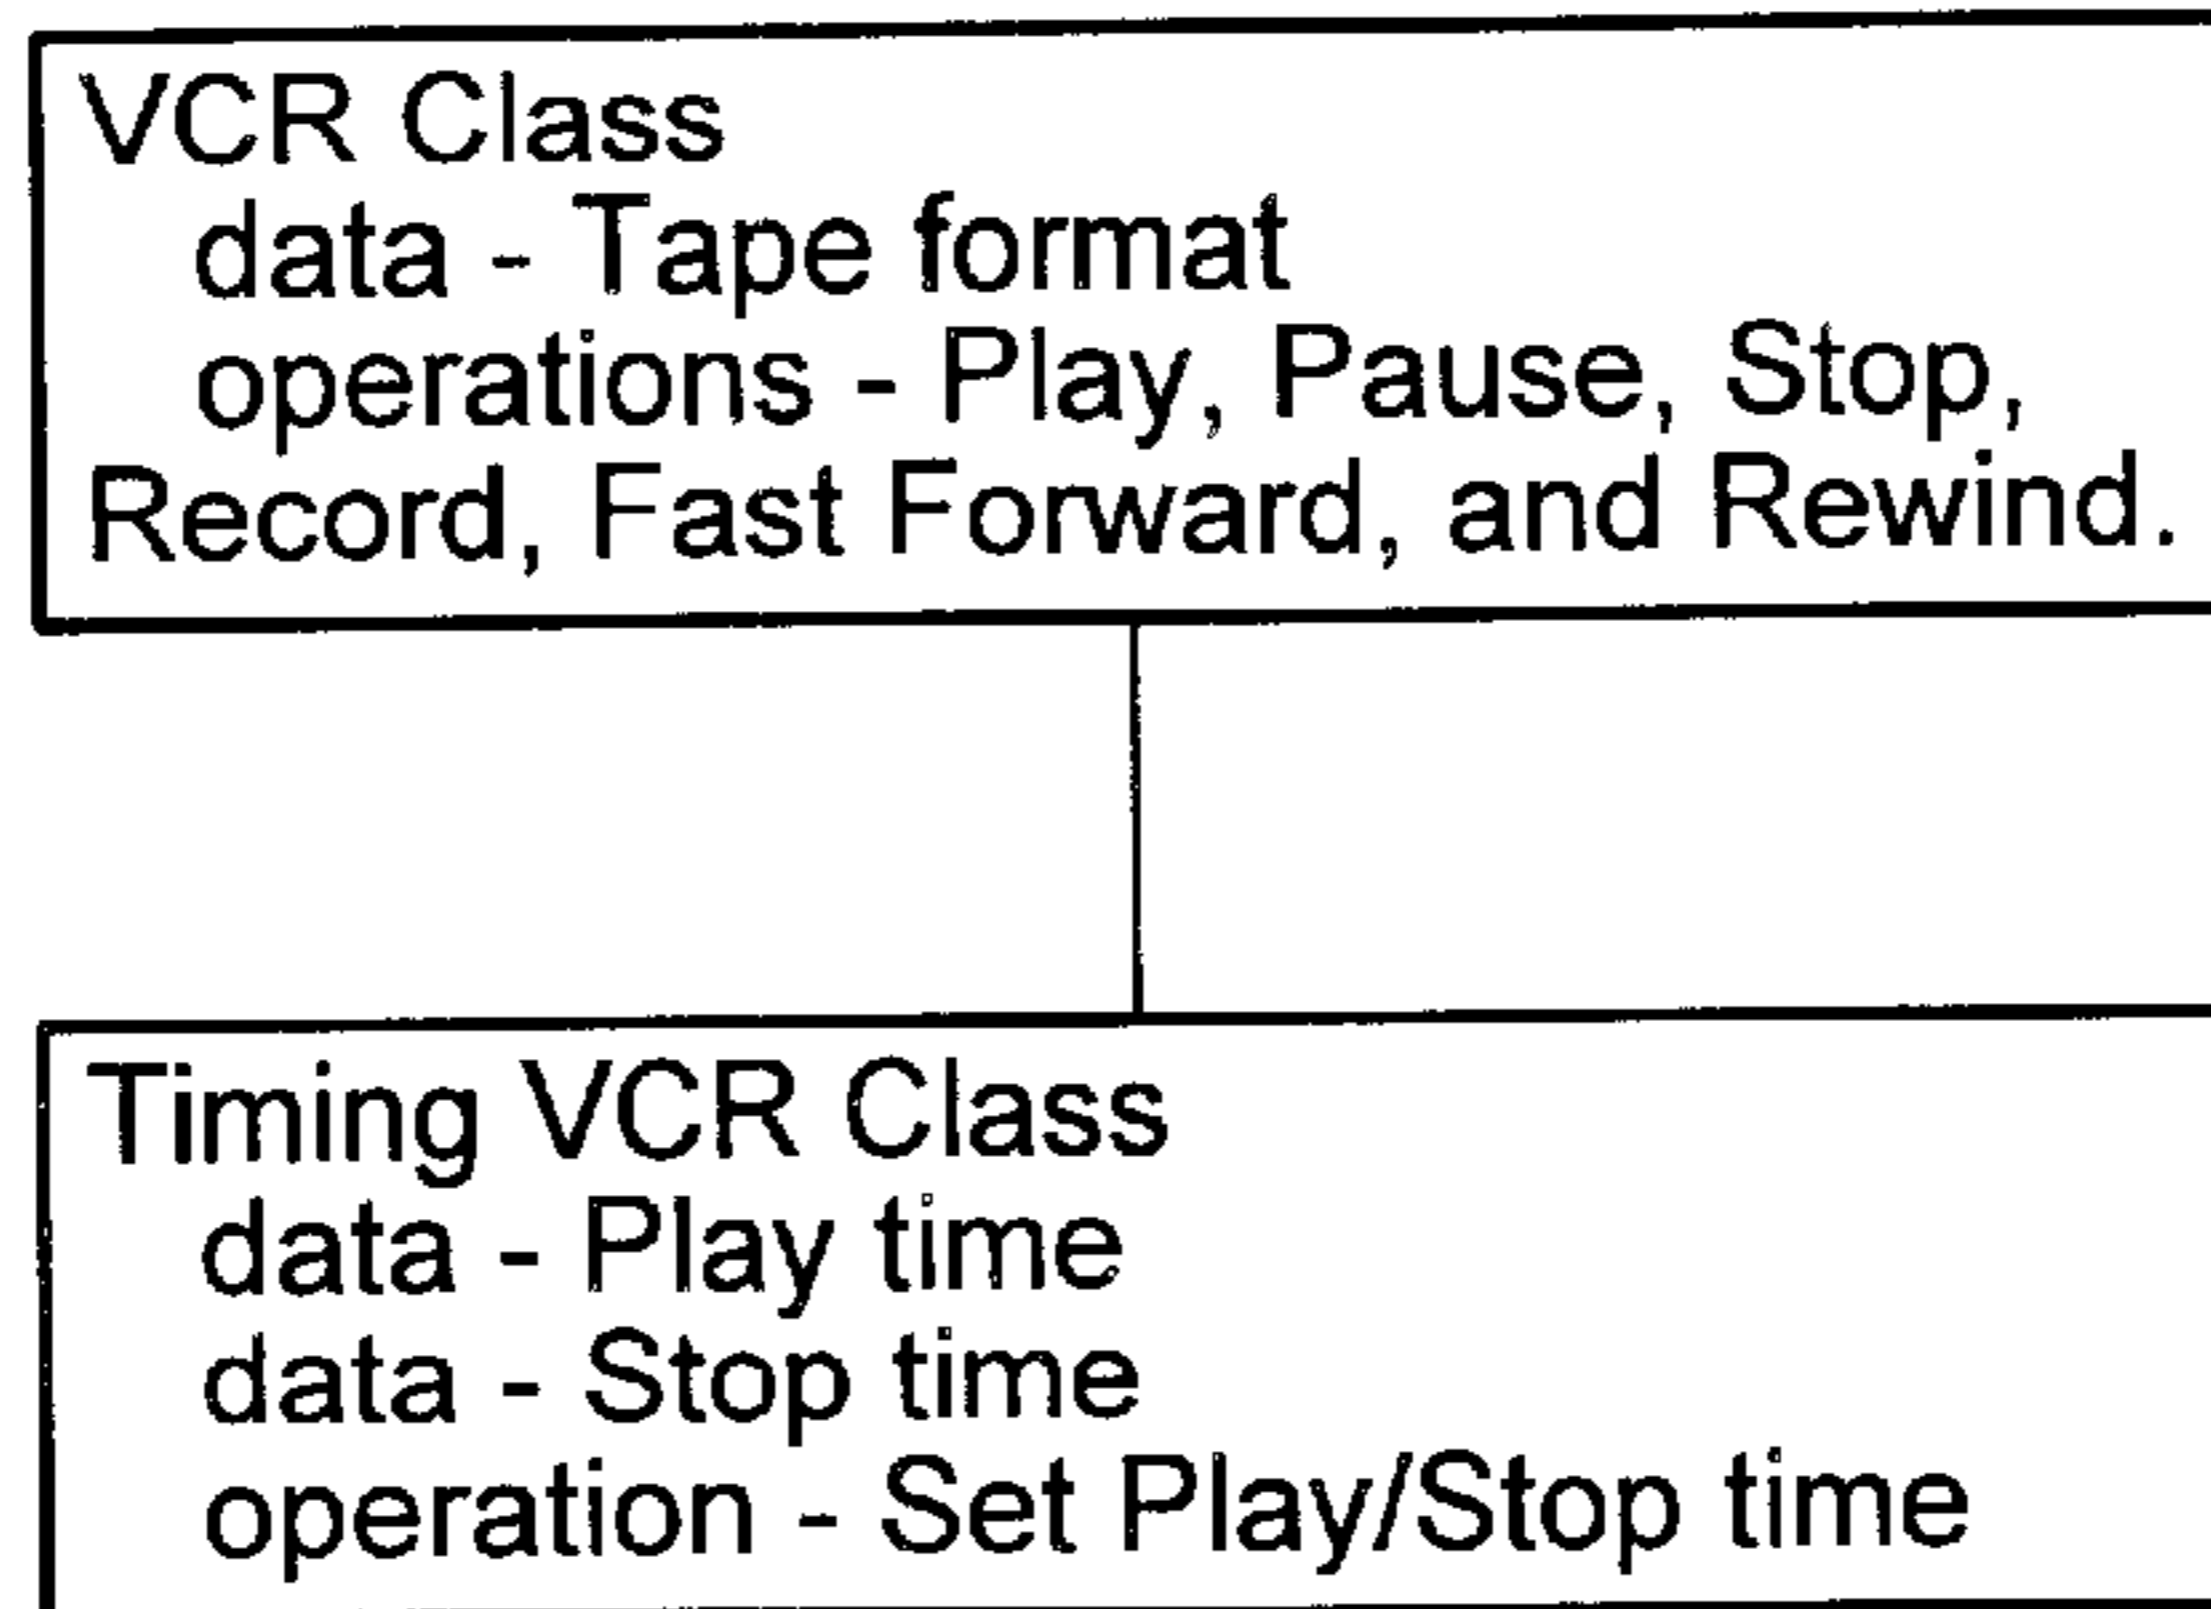 VCR Class
data - Tape format
operations - Play, Pause, Stop,
Record, Fast Forward, and Rewind.
Timing VCR Class
data - Play time
data - Stop time
operation - Set Play/Stop time